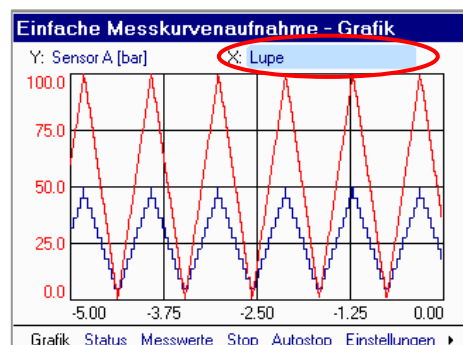 Einfache Messkurvenaufnahme - Grafik
Y: Sensor A [bar] X: Lupe
100.0
75.0
50.0
25.0
0.0
-5.00 -3.75 -2.50 -1.25 0.00
Grafik Status Messwerte Stop Autostop Einstellungen